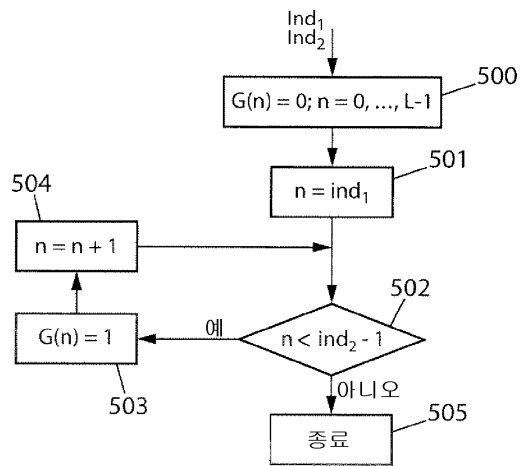 Ind₁
Ind₂
500
G(n) = 0; n = 0, ..., L-1
501
n = ind₁
504
n = n + 1
502
예
n < ind₂ - 1
G(n) = 1
503
아니오
505
종료